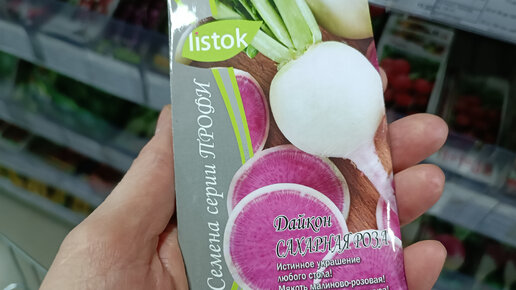 listok
Семена серии ПРОФИ
Дайкон
САХАРНАЯ РОЗА
Истинное украшение
любого стола!
Мякоть малиново-розовая!